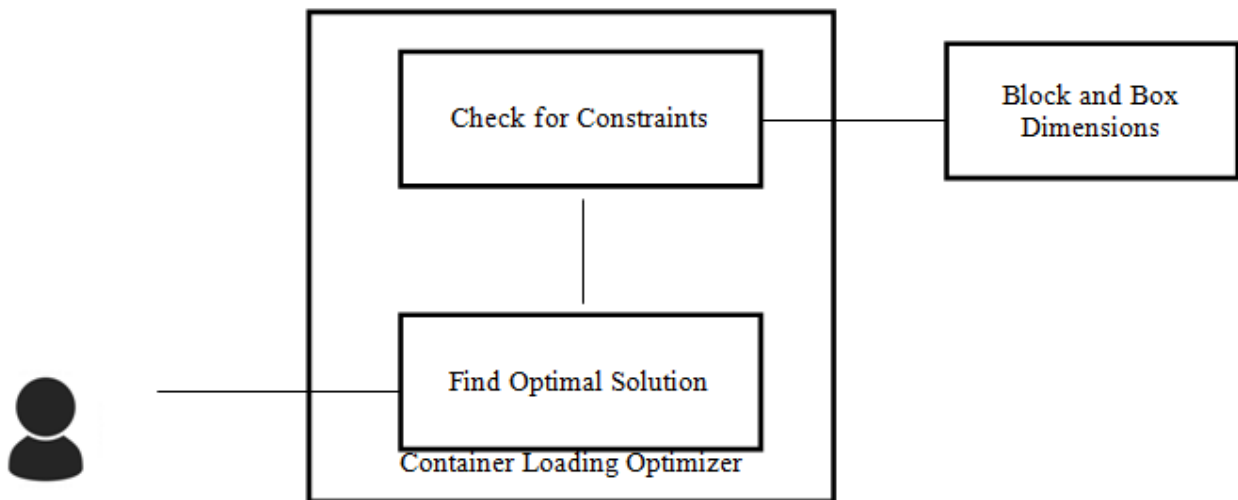 Check for Constraints
Block and Box
Dimensions
Find Optimal Solution
Container Loading Optimizer